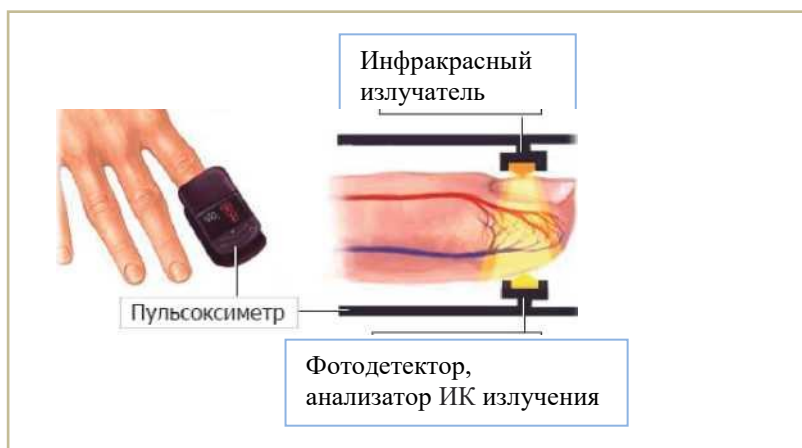 Инфракрасный
излучатель
Пульсоксиметр
Фотодетектор,
анализатор ИК излучения